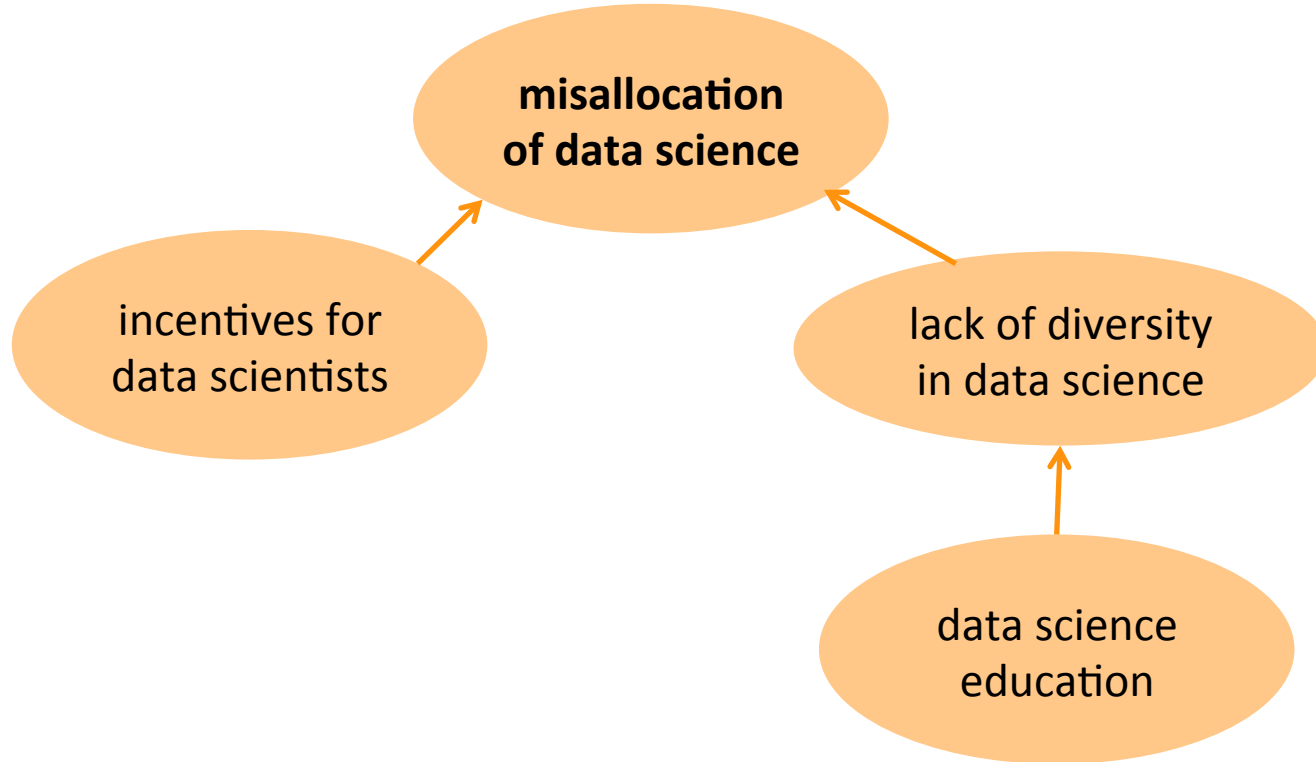 misallocation
of data science
incentives for
data scientists
lack of diversity
in data science
data science
education